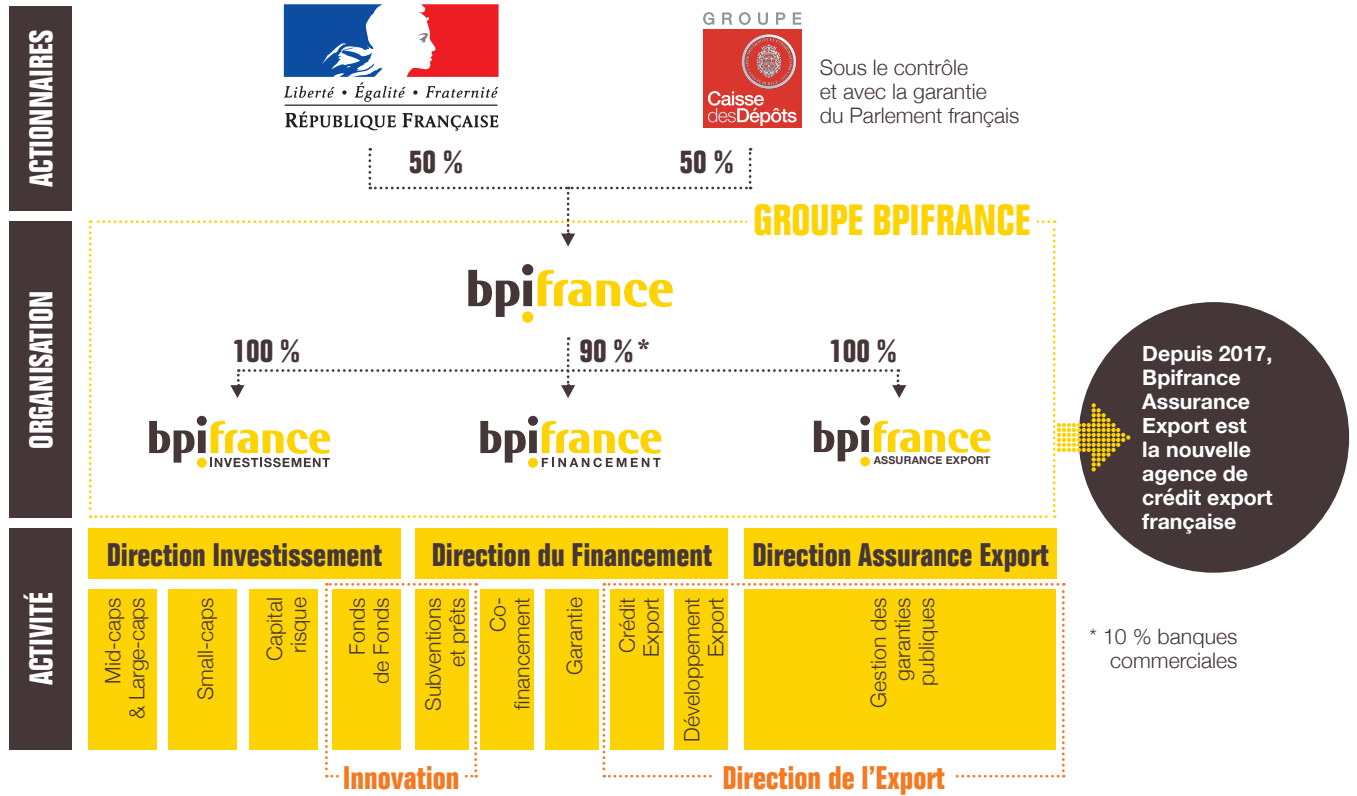 ACTIONNAIRES
Liberté • Égalité • Fraternité
RÉPUBLIQUE FRANÇAISE
GROUPE
Caisse
desDépôts
Sous le contrôle
et avec la garantie
du Parlement français
50 %
50 %
ORGANISATION
GROUPE BPIFRANCE
bpifrance
100 %
90 % *
100 %
bpifrance
INVESTISSEMENT
bpifrance
FINANCEMENT
bpifrance
ASSURANCE EXPORT
Depuis 2017,
Bpifrance
Assurance
Export est
la nouvelle
agence de
crédit export
française
ACTIVITÉ
Direction Investissement
Direction du Financement
Direction Assurance Export
Mid-caps
& Large-caps
Small-caps
Capital
risque
Fonds
de Fonds
Subventions
et prêts
Co-
financement
Garantie
Crédit
Export
Développement
Export
Gestion des
garanties
publiques
* 10 % banques
commerciales
Innovation
Direction de l'Export